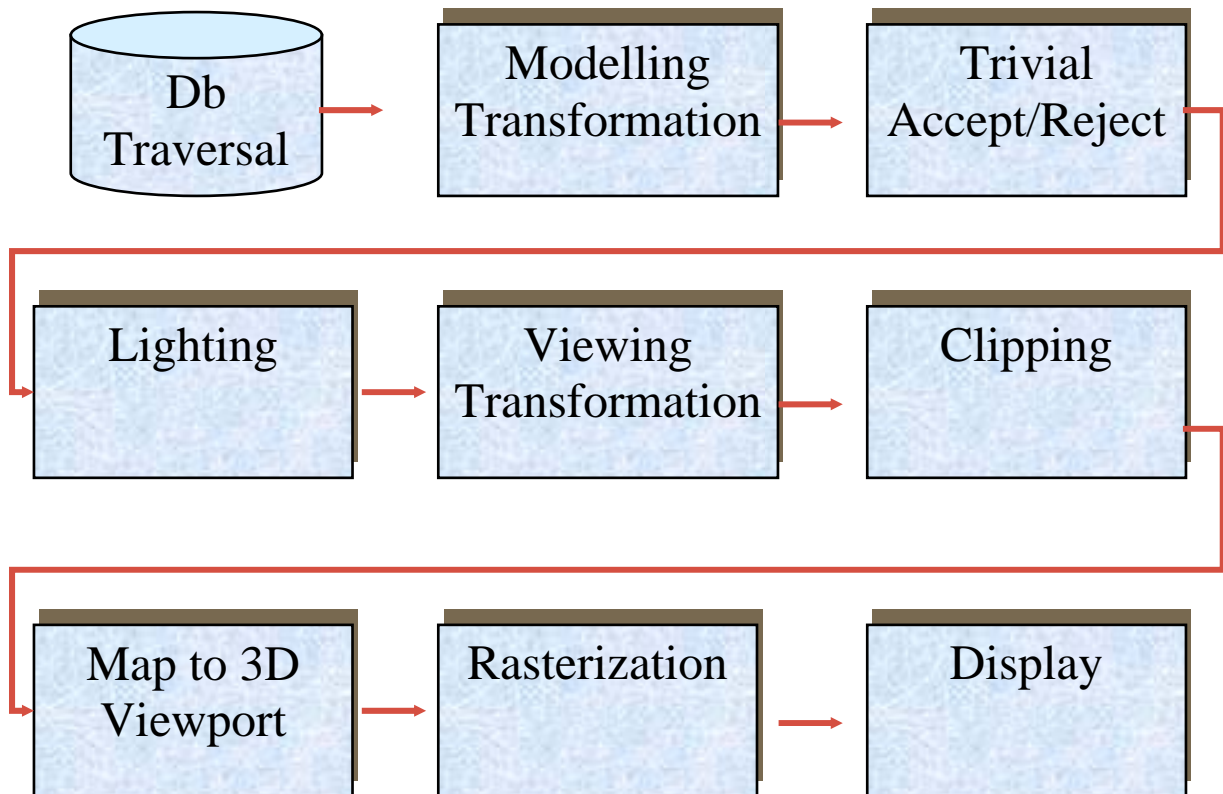 Db
Traversal
Modelling
Transformation
Trivial
Accept/Reject
Lighting
Viewing
Transformation
Clipping
Map to 3D
Viewport
Rasterization
Display